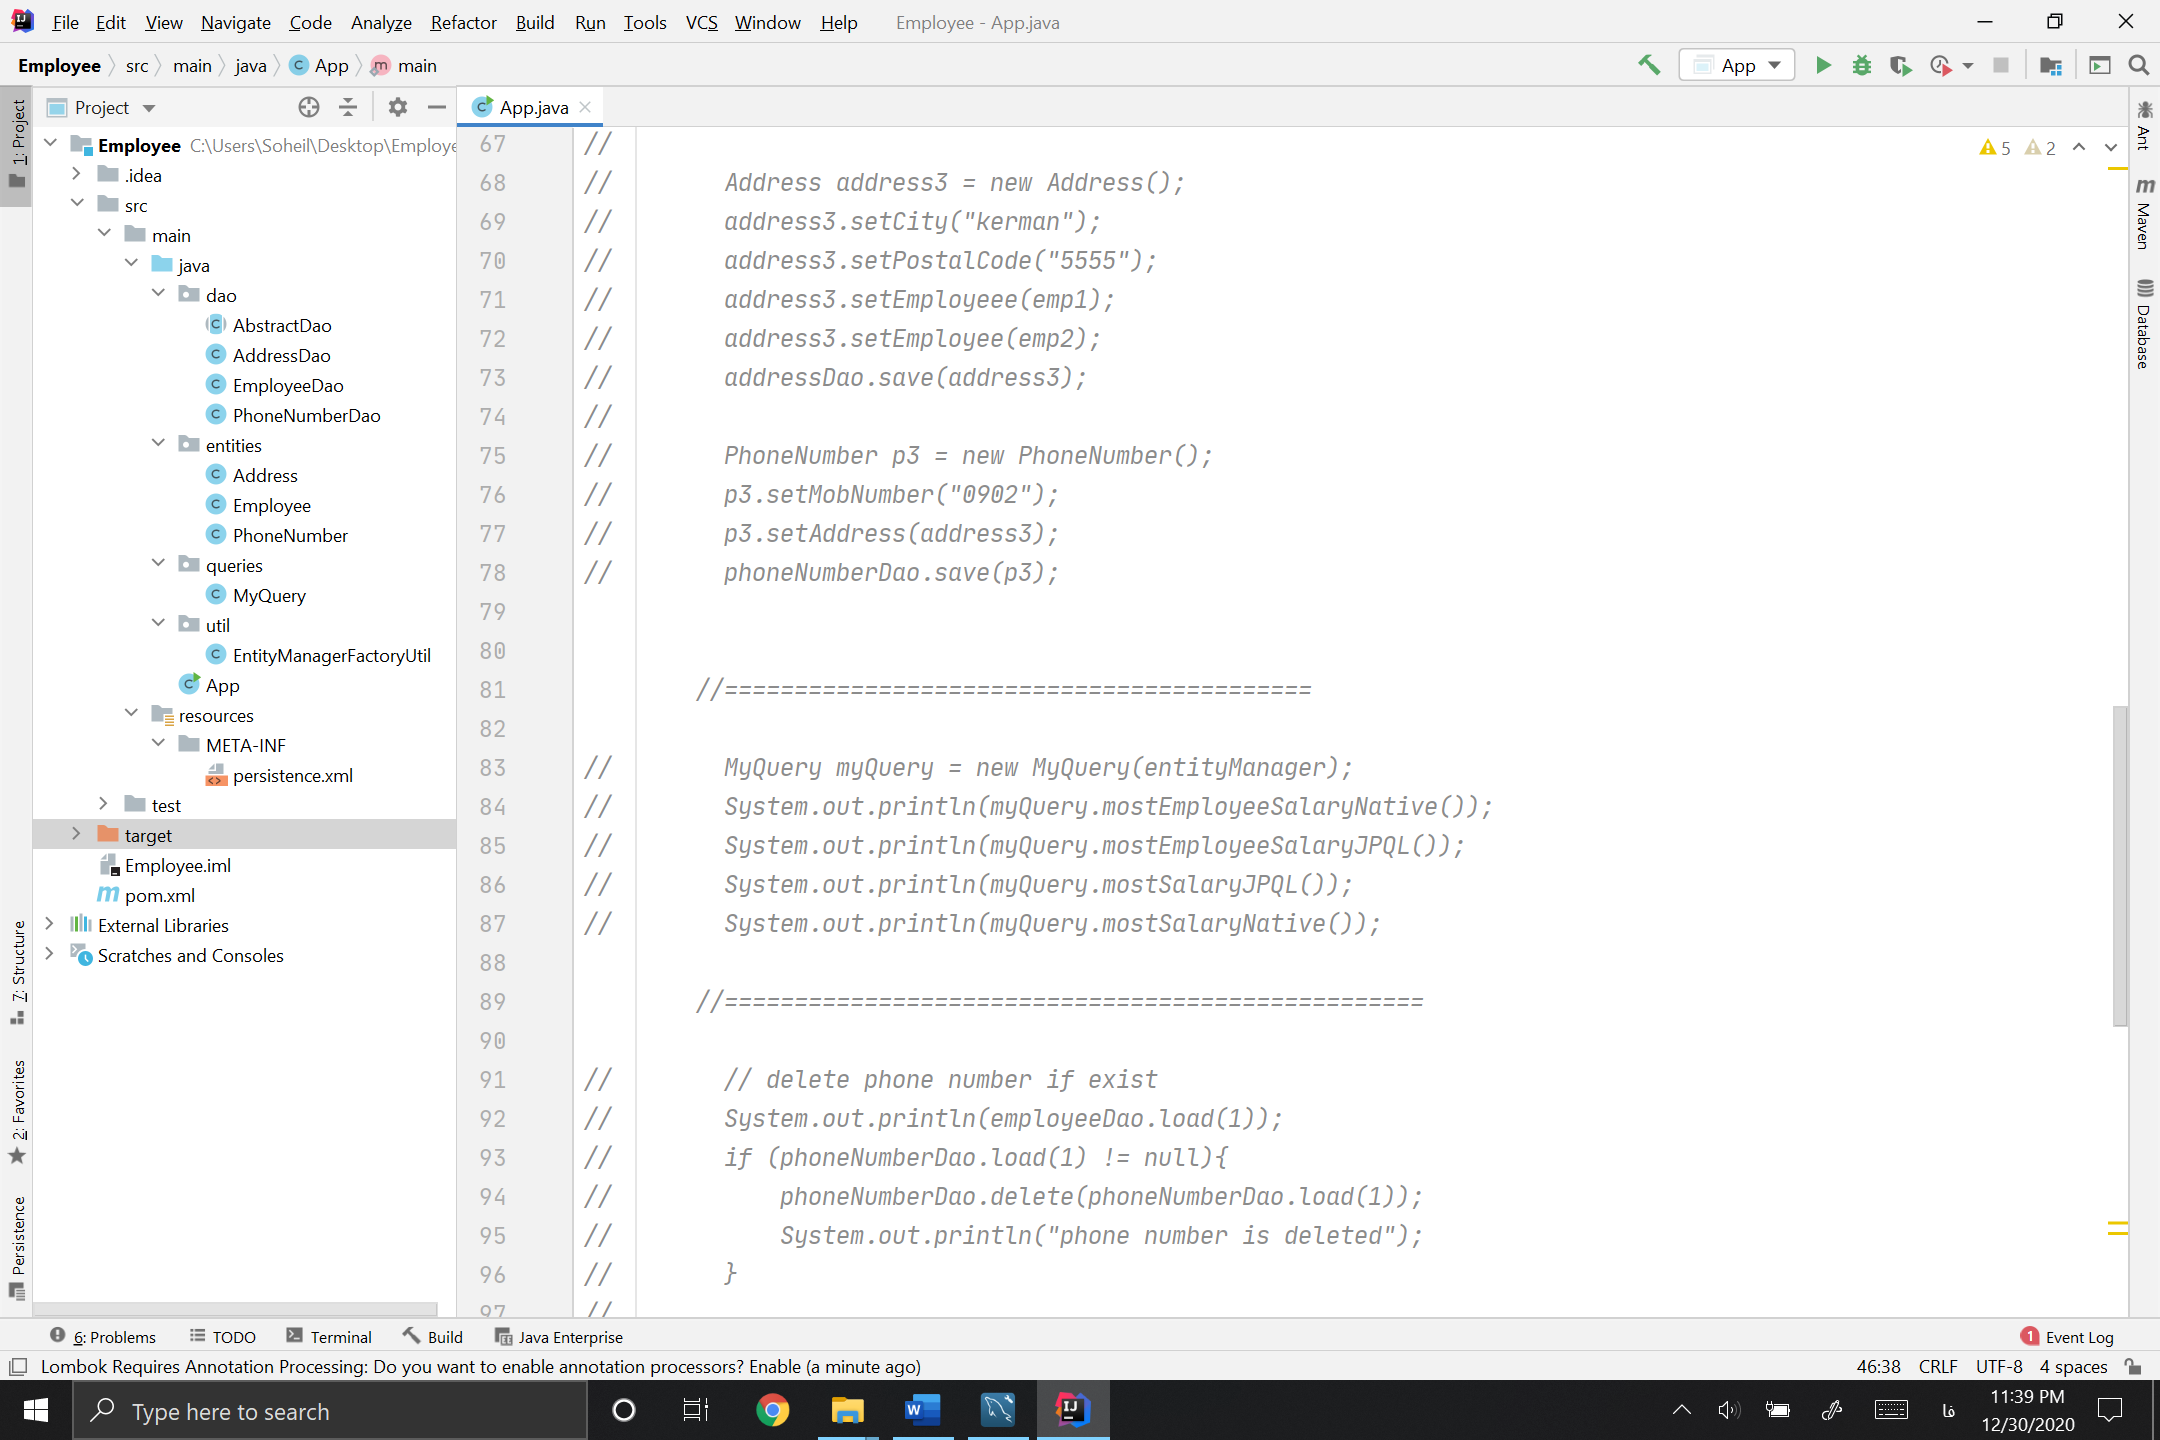 File Edit View Navigate Code Analyze Refactor Build Run Tools VCS Window Help Employee - App.java
Employee src main java App main
App
1: Project
Project
App.java
Employee C:\Users\Soheil\Desktop\Employe
.idea
src
main
java
dao
AbstractDao
AddressDao
EmployeeDao
PhoneNumberDao
entities
Address
Employee
PhoneNumber
queries
MyQuery
util
EntityManagerFactoryUtil
App
resources
META-INF
persistence.xml
test
target
Employee.iml
pom.xml
External Libraries
Scratches and Consoles
7: Structure
2: Favorites
Persistence
5 2
67 //
68 // Address address3 = new Address();
69 // address3.setCity("kerman");
70 // address3.setPostalCode("5555");
71 // address3.setEmployeee(emp1);
72 // address3.setEmployee(emp2);
73 // addressDao.save(address3);
74 //
75 // PhoneNumber p3 = new PhoneNumber();
76 // p3.setMobNumber("0902");
77 // p3.setAddress(address3);
78 // phoneNumberDao.save(p3);
79
80
81 //==========================================
82
83 // MyQuery myQuery = new MyQuery(entityManager);
84 // System.out.println(myQuery.mostEmployeeSalaryNative());
85 // System.out.println(myQuery.mostEmployeeSalaryJPQL());
86 // System.out.println(myQuery.mostSalaryJPQL());
87 // System.out.println(myQuery.mostSalaryNative());
88
89 //==================================================
90
91 // // delete phone number if exist
92 // System.out.println(employeeDao.load(1));
93 // if (phoneNumberDao.load(1) != null){
94 // phoneNumberDao.delete(phoneNumberDao.load(1));
95 // System.out.println("phone number is deleted");
96 // }
97 //
Ant
Maven
Database
6: Problems TODO Terminal Build Java Enterprise 1 Event Log
Lombok Requires Annotation Processing: Do you want to enable annotation processors? Enable (a minute ago) 46:38 CRLF UTF-8 4 spaces
Type here to search
فا
11:39 PM
12/30/2020